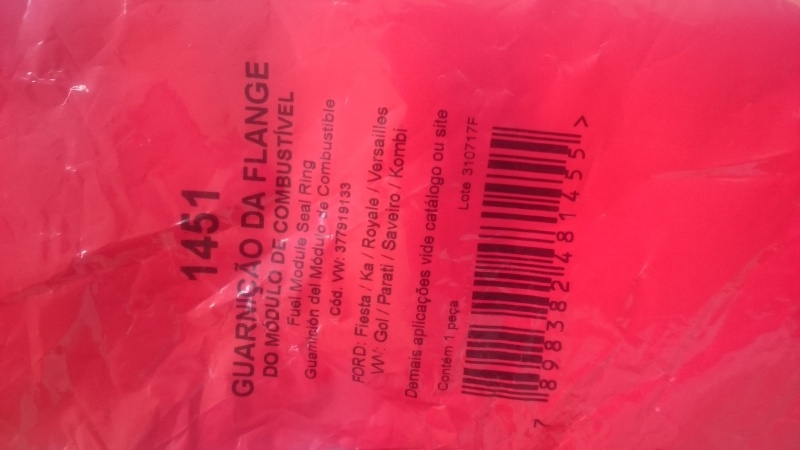 1451
GUARNIÇÃO DA FLANGE
DO MÓDULO DE COMBUSTÍVEL
Fuel Module Seal Ring
Guarnición del Módulo de Combustible
Cód. VW: 377919133
FORD: Fiesta / Ka / Royale / Versailles
VW: Gol / Parati / Saveiro / Kombi
Demais aplicações vide catálogo ou site
Contém 1 peça
Lote 310717F
7 898382 481455 >